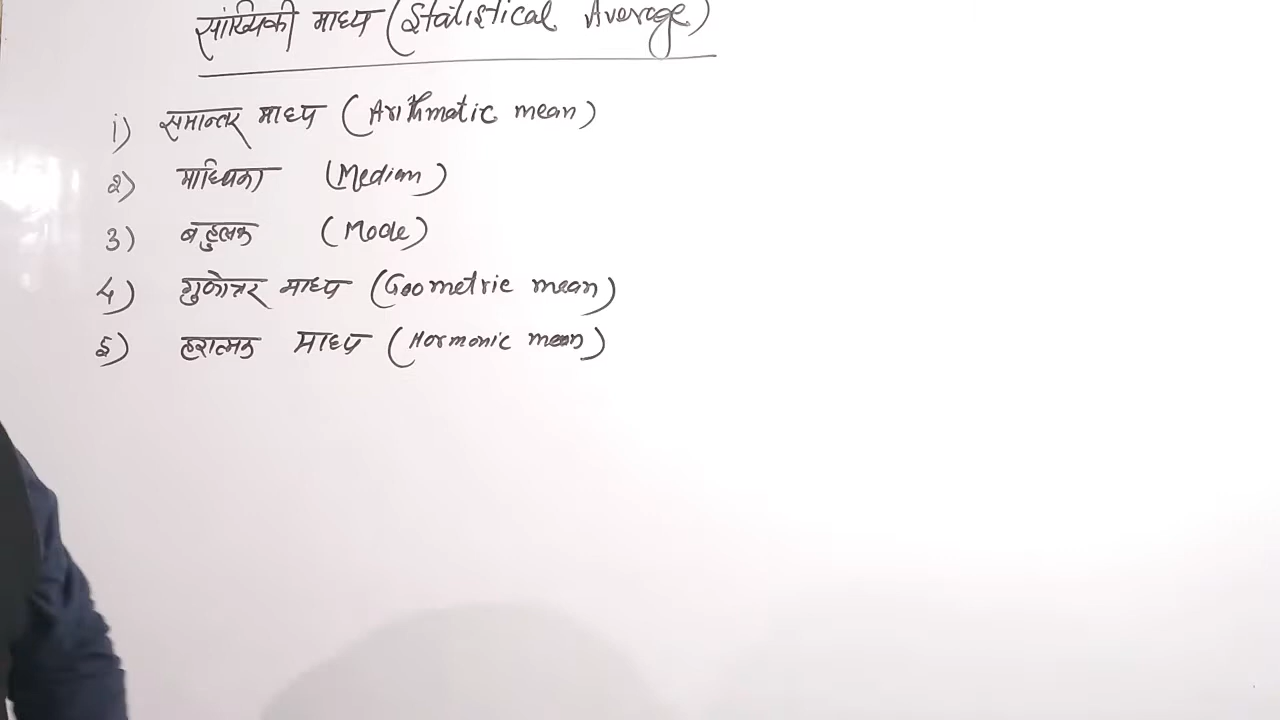 सांख्यिकी माध्य (Statistical Average)
i) समान्तर माध्य (Arithmatic mean)
2) माध्यिका (Median)
3) बहुलक (Mode)
4) गुणोत्तर माध्य (Geometric mean)
5) हरात्मक माध्य (Hormonic mean)